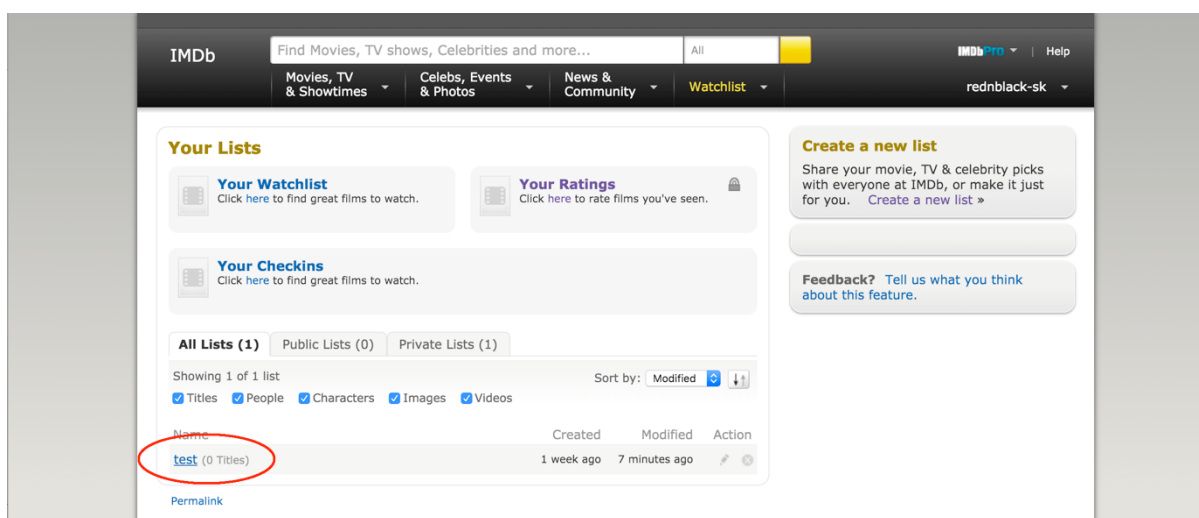 IMDb
Find Movies, TV shows, Celebrities and more...
All
IMDbPro
|
Help
Movies, TV
& Showtimes
Celebs, Events
& Photos
News &
Community
Watchlist
rednblack-sk
Your Lists
Your Watchlist
Click here to find great films to watch.
Your Ratings
Click here to rate films you've seen.
Your Checkins
Click here to find great films to watch.
All Lists (1)
Public Lists (0)
Private Lists (1)
Showing 1 of 1 list
Sort by: Modified
Titles People Characters Images Videos
Name Created Modified Action
test (0 Titles) 1 week ago 7 minutes ago
Permalink
Create a new list
Share your movie, TV & celebrity picks
with everyone at IMDb, or make it just
for you. Create a new list »
Feedback? Tell us what you think
about this feature.